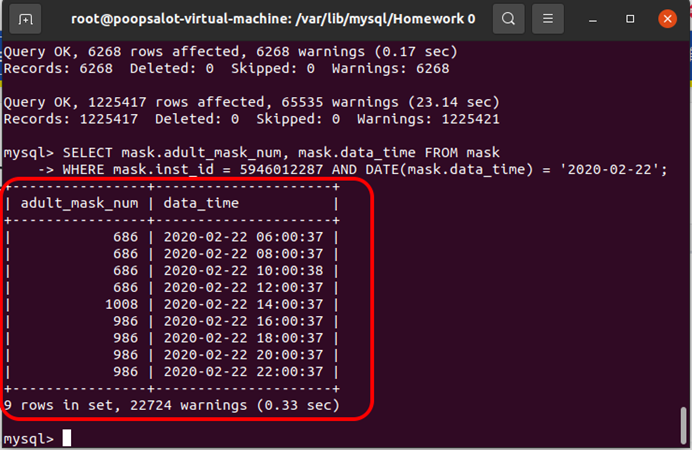 root@poopsalot-virtual-machine: /var/lib/mysql/Homework 0
Query OK, 6268 rows affected, 6268 warnings (0.17 sec)
Records: 6268  Deleted: 0  Skipped: 0  Warnings: 6268
Query OK, 1225417 rows affected, 65535 warnings (23.14 sec)
Records: 1225417  Deleted: 0  Skipped: 0  Warnings: 1225421
mysql> SELECT mask.adult_mask_num, mask.data_time FROM mask
    -> WHERE mask.inst_id = 5946012287 AND DATE(mask.data_time) = '2020-02-22';
+----------------+---------------------+
| adult_mask_num | data_time           |
+----------------+---------------------+
|            686 | 2020-02-22 06:00:37 |
|            686 | 2020-02-22 08:00:37 |
|            686 | 2020-02-22 10:00:38 |
|            686 | 2020-02-22 12:00:37 |
|           1008 | 2020-02-22 14:00:37 |
|            986 | 2020-02-22 16:00:37 |
|            986 | 2020-02-22 18:00:37 |
|            986 | 2020-02-22 20:00:37 |
|            986 | 2020-02-22 22:00:37 |
+----------------+---------------------+
9 rows in set, 22724 warnings (0.33 sec)
mysql>